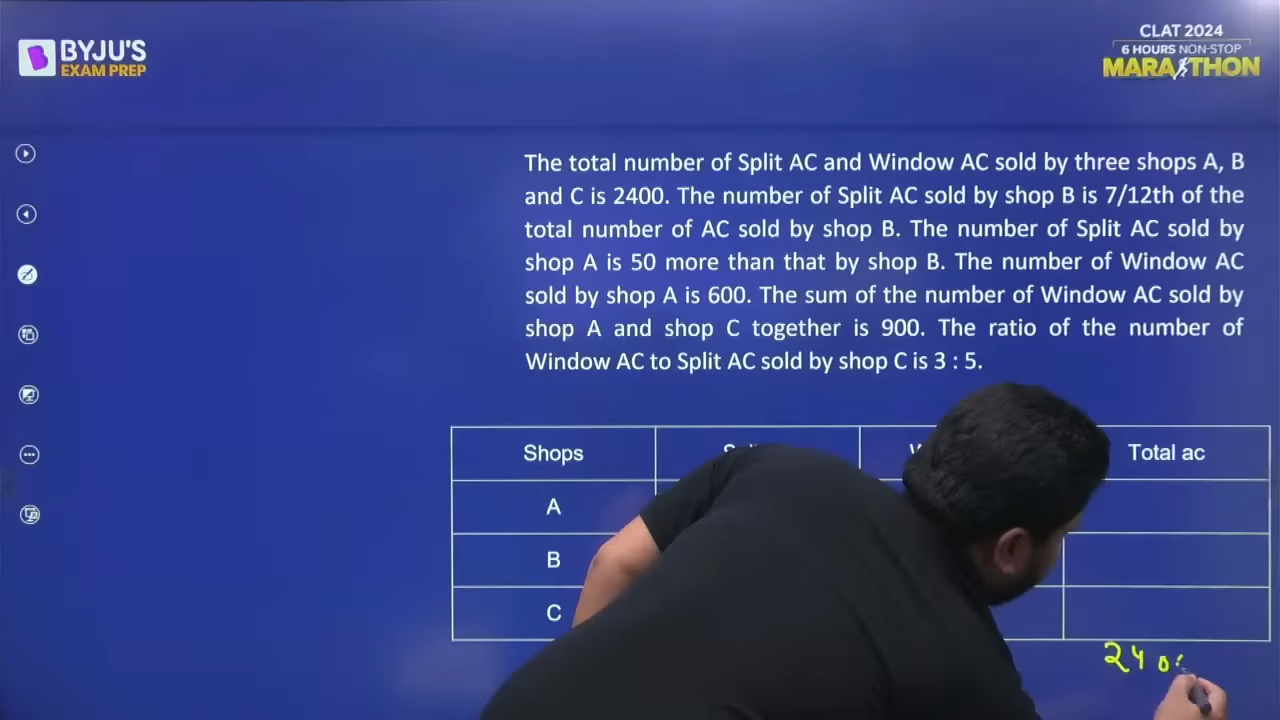 BYJU'S
EXAM PREP
CLAT 2024
6 HOURS NON-STOP
MARATHON
The total number of Split AC and Window AC sold by three shops A, B
and C is 2400. The number of Split AC sold by shop B is 7/12th of the
total number of AC sold by shop B. The number of Split AC sold by
shop A is 50 more than that by shop B. The number of Window AC
sold by shop A is 600. The sum of the number of Window AC sold by
shop A and shop C together is 900. The ratio of the number of
Window AC to Split AC sold by shop C is 3 : 5.
Shops Total ac
A
B
C